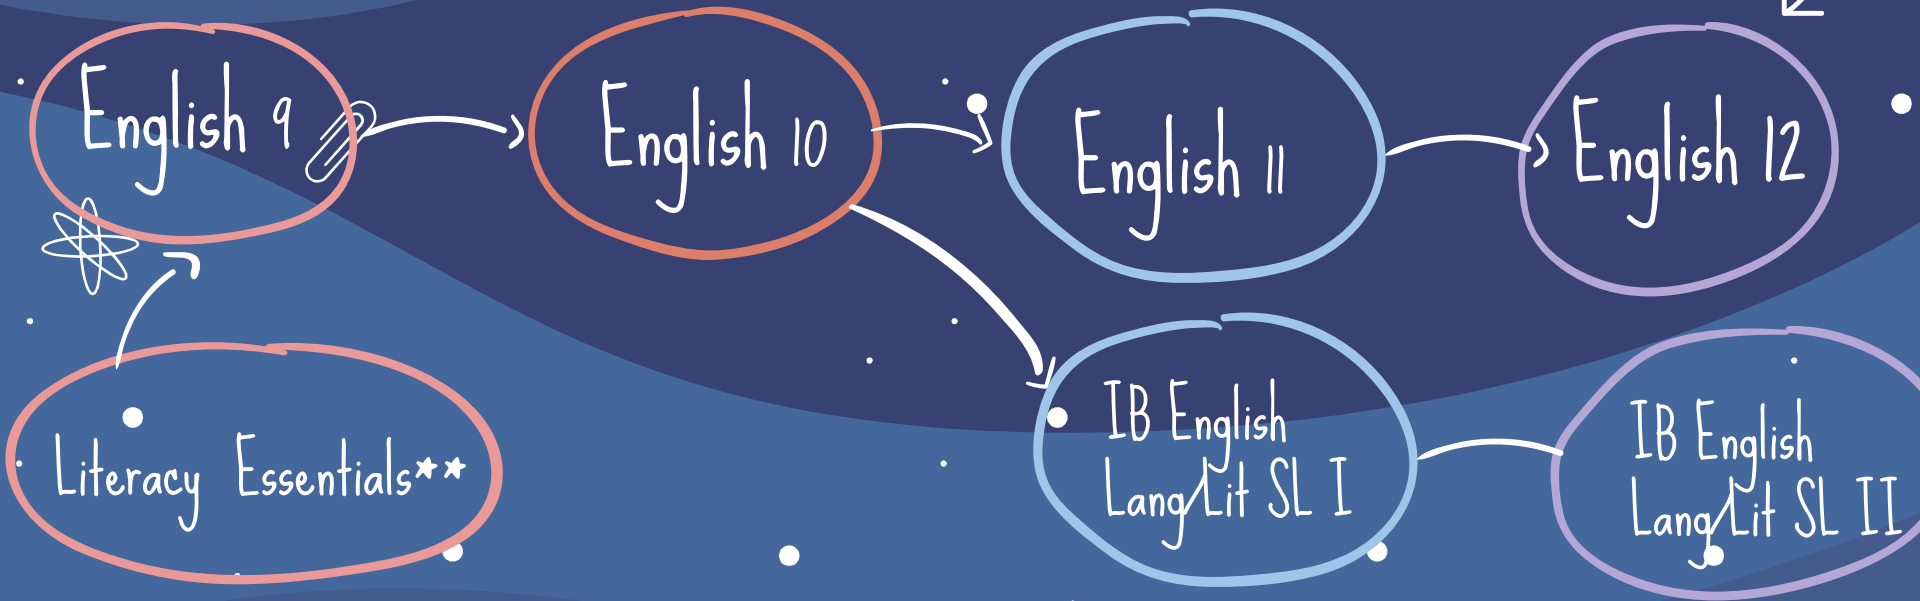 English 9
English 10
English 11
English 12
Literacy Essentials**
IB English
Lang/Lit SL I
IB English
Lang/Lit SL II